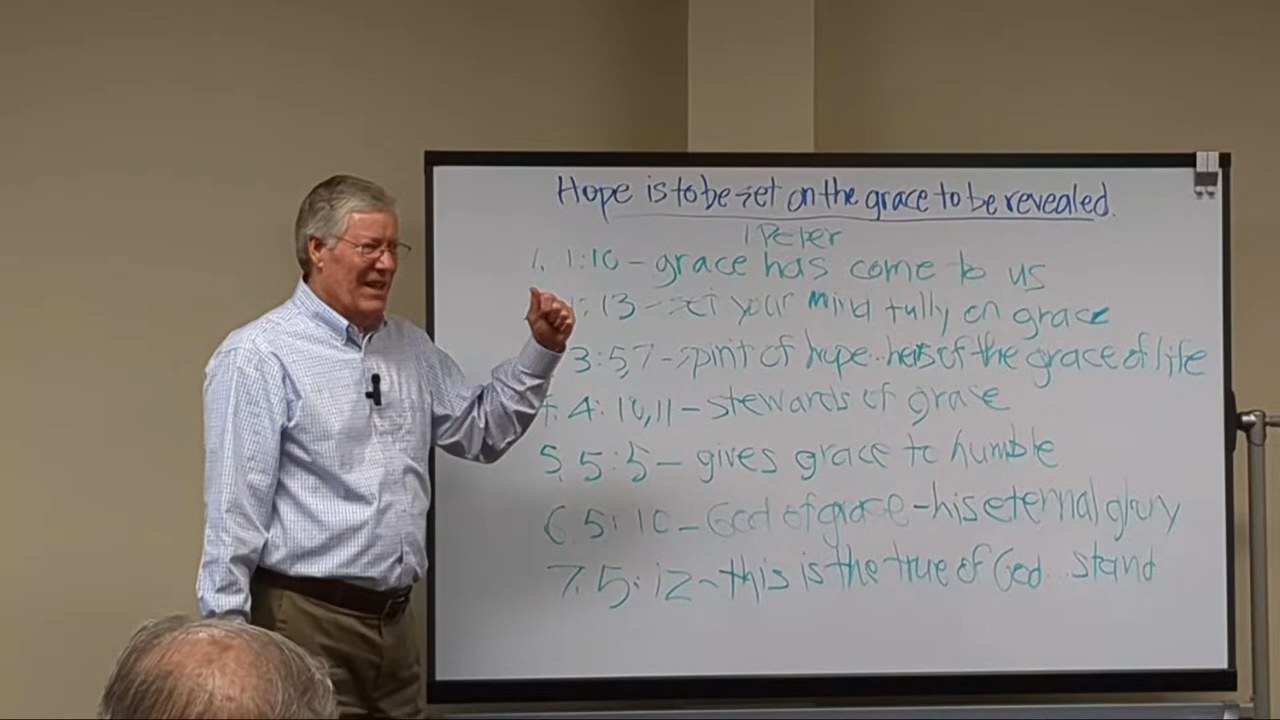 Hope is to be set on the grace to be revealed.
1 Peter
1. 1:10 - grace has come to us
1:13 - set your mind fully on grace
3:5,7 - spirit of hope.. heirs of the grace of life
4. 4:10,11 - stewards of grace
5. 5:5 - gives grace to humble
6. 5:10 - God of grace - his eternal glory
7. 5:12 - this is the true of God... stand